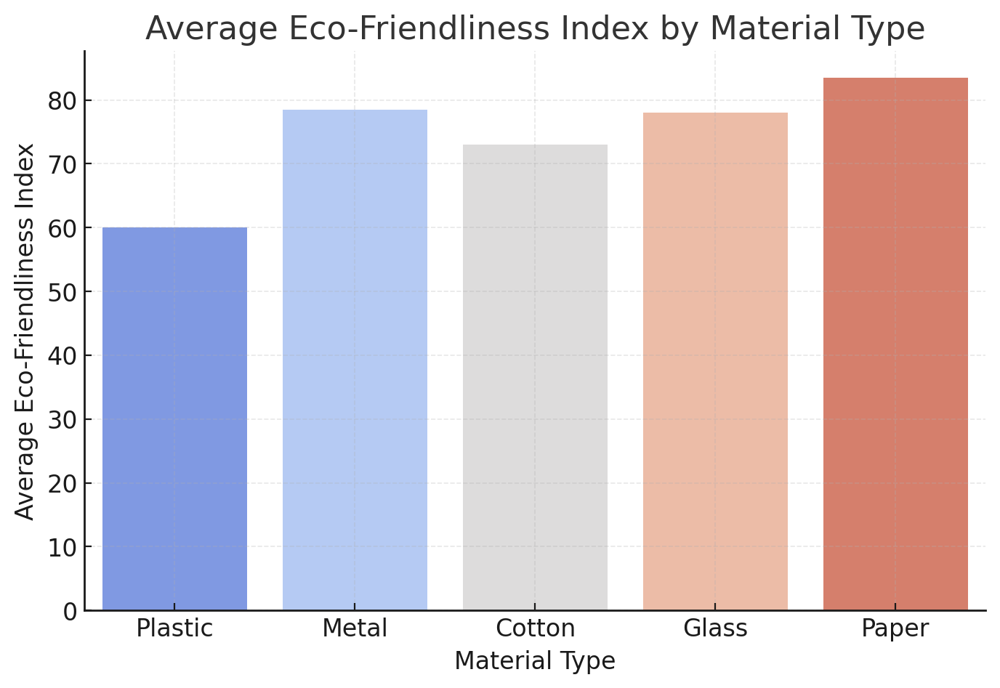 Average Eco-Friendliness Index by Material Type
Average Eco-Friendliness Index
80
70
60
50
40
30
20
10
0
Plastic Metal Cotton Glass Paper
Material Type